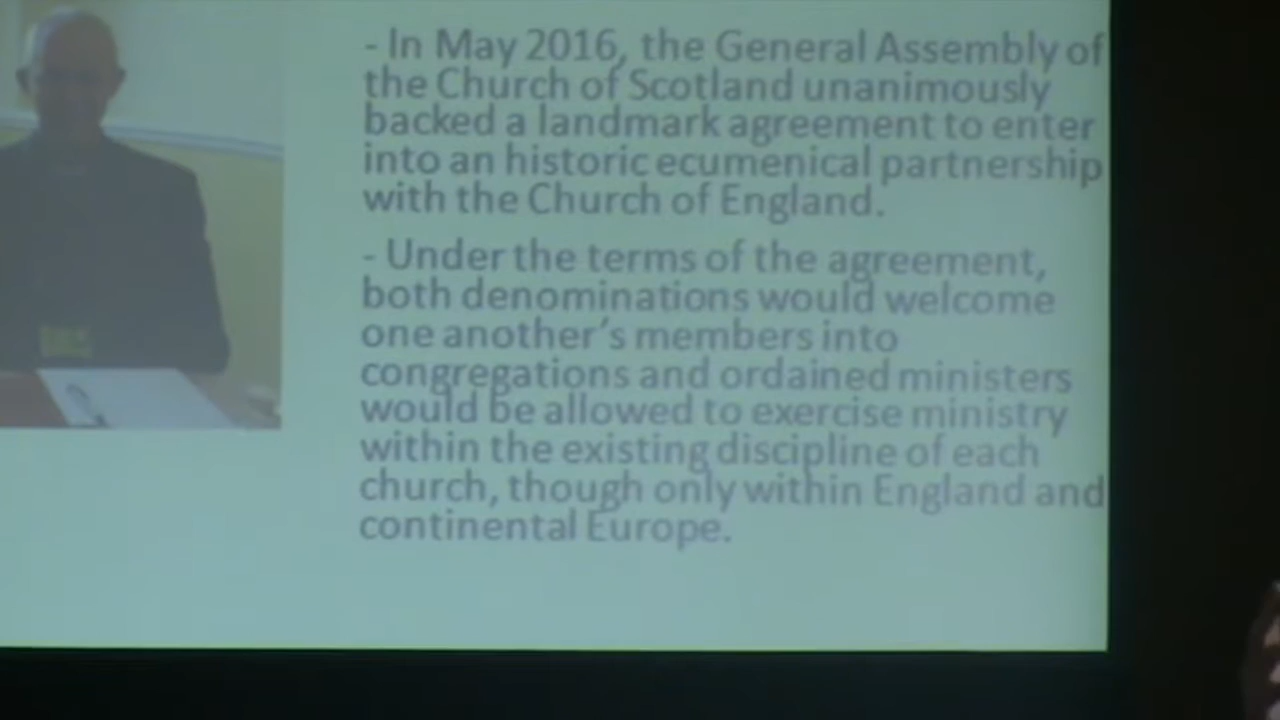 - In May 2016, the General Assembly of
the Church of Scotland unanimously
backed a landmark agreement to enter
into an historic ecumenical partnership
with the Church of England.
- Under the terms of the agreement,
both denominations would welcome
one another's members into
congregations and ordained ministers
would be allowed to exercise ministry
within the existing discipline of each
church, though only within England and
continental Europe.